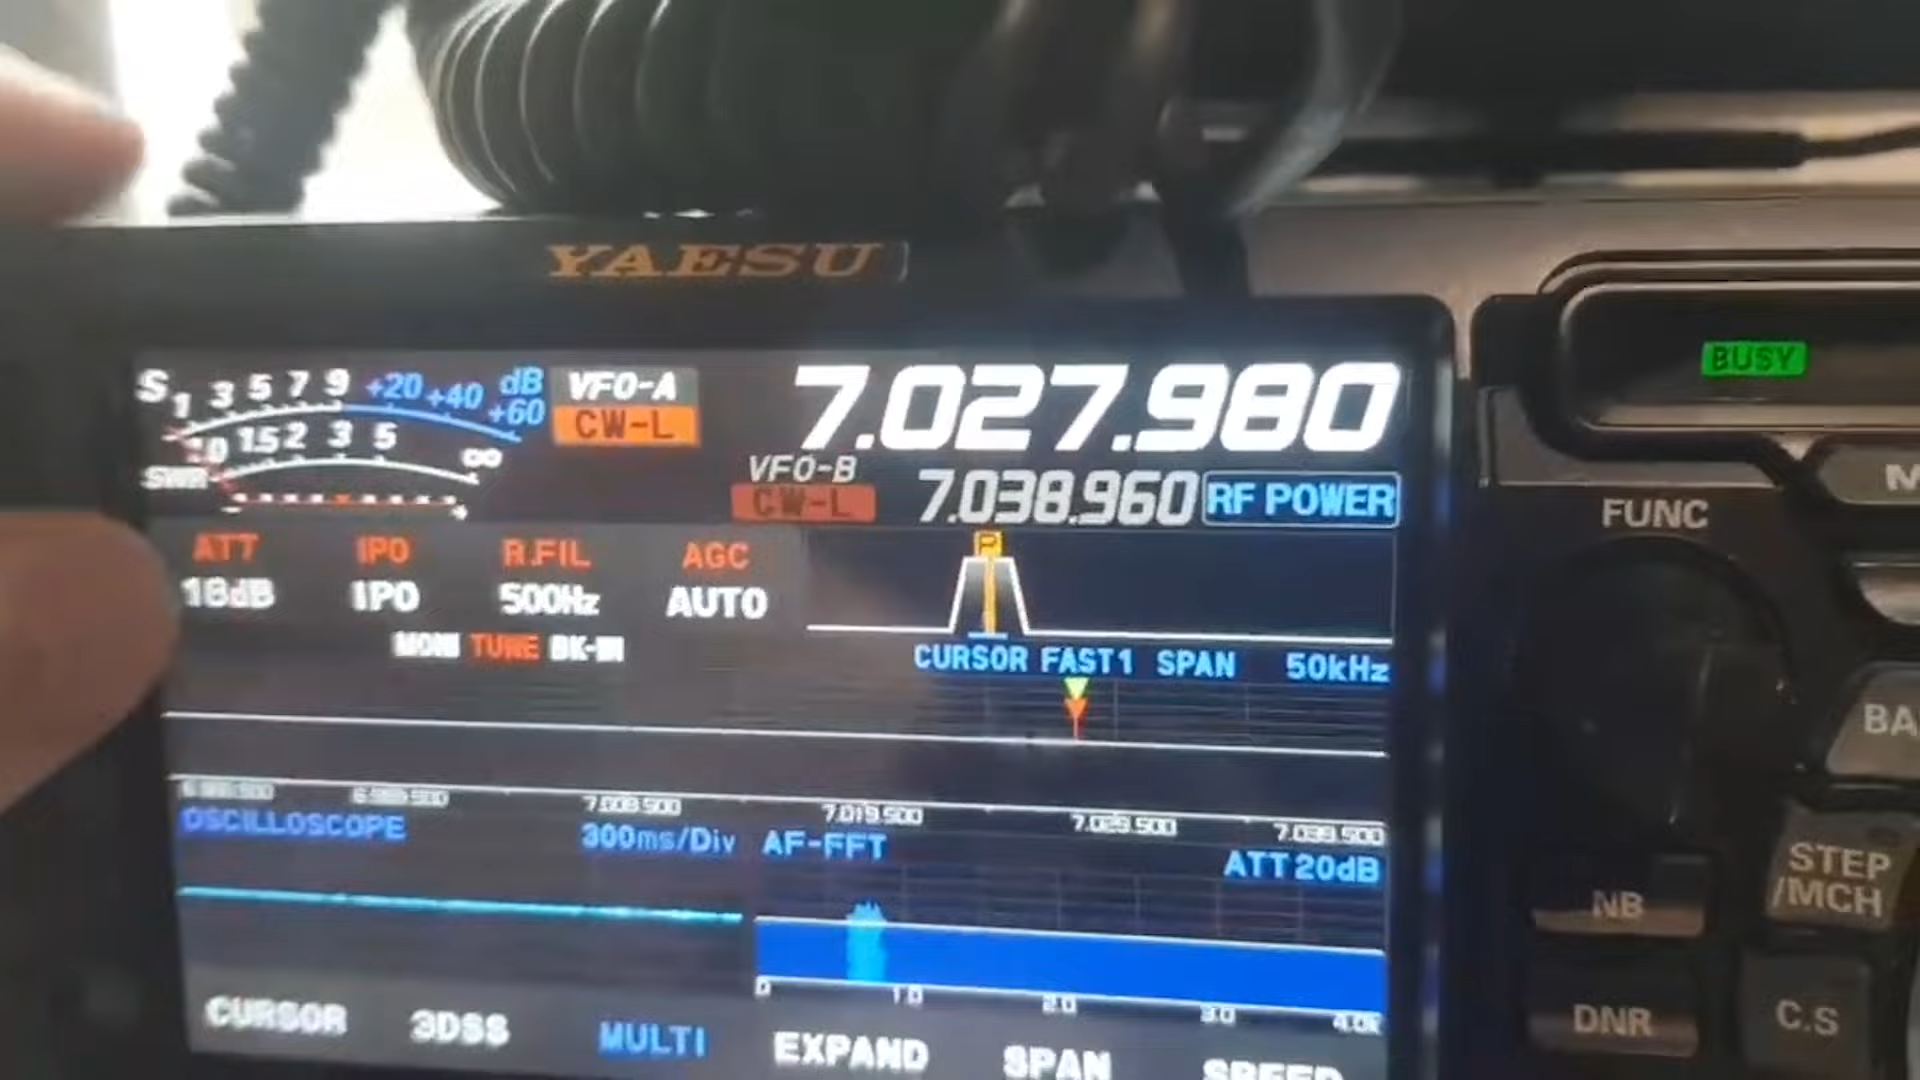 YAESU
S 1 3 5 7 9 +20 +40 +60 dB
VFO-A
7.027.980
BUSY
CW-L
1.0 1.5 2 3 5 ∞
SWR
VFO-B
CW-L
7.038.960
RF POWER
FUNC
ATT IPO R.FIL AGC
18dB IPO 500Hz AUTO
P
MONI TUNE BK-IN
CURSOR FAST1 SPAN 50kHz
7.009.500 7.019.500 7.029.500 7.039.500
OSCILLOSCOPE 300ms/Div AF-FFT ATT 20dB
STEP
/MCH
NB
0 1.0 2.0 3.0 4.0k
CURSOR 3DSS MULTI EXPAND SPAN SPEED
DNR
C.S